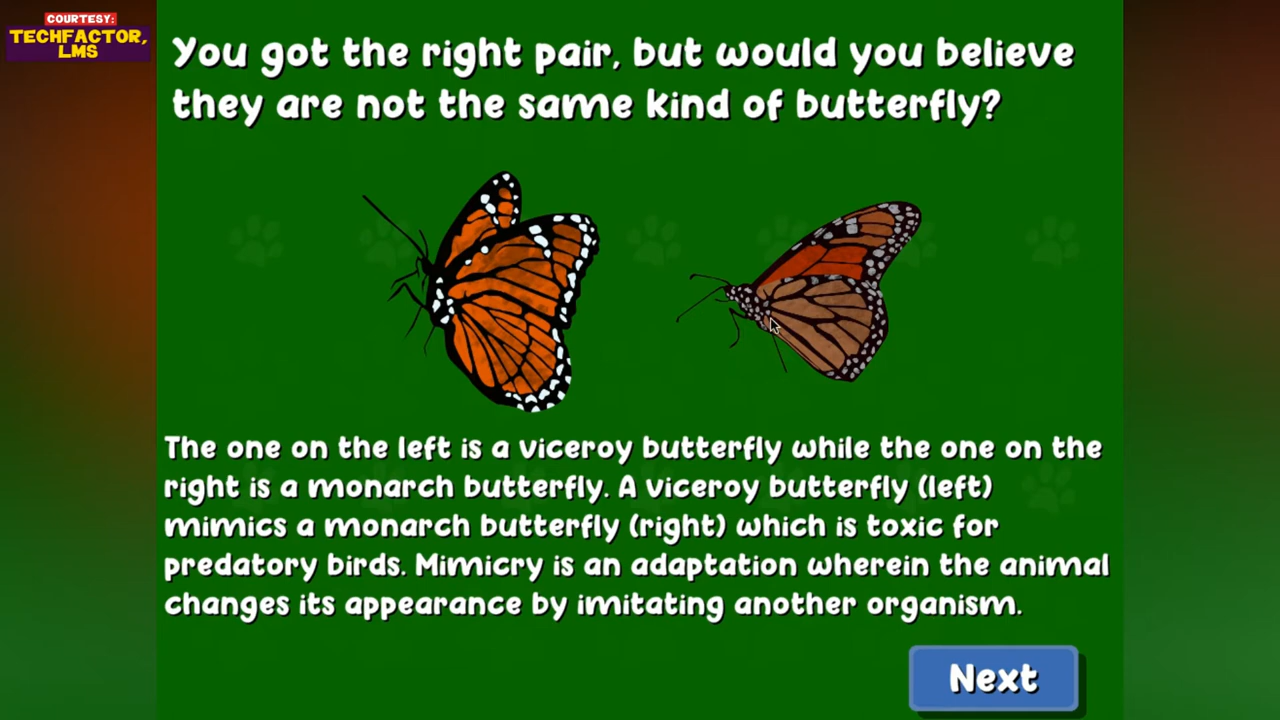 COURTESY:
TECHFACTOR,
LMS
You got the right pair, but would you believe
they are not the same kind of butterfly?
The one on the left is a viceroy butterfly while the one on the
right is a monarch butterfly. A viceroy butterfly (left)
mimics a monarch butterfly (right) which is toxic for
predatory birds. Mimicry is an adaptation wherein the animal
changes its appearance by imitating another organism.
Next